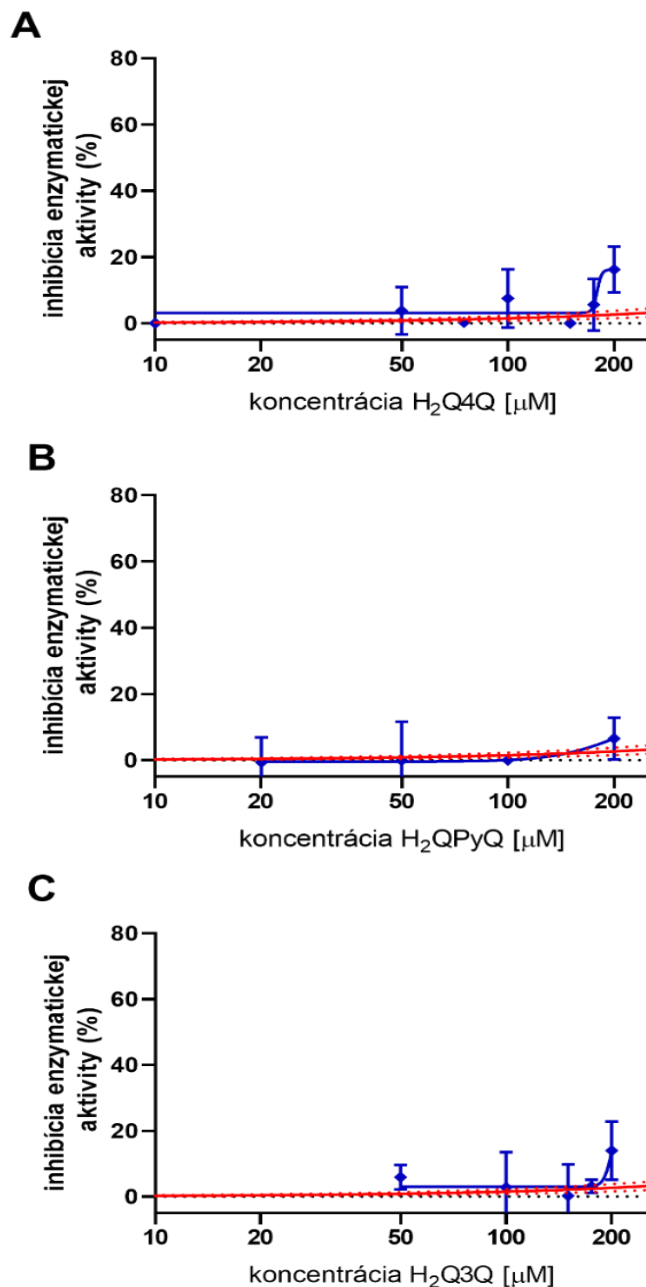 A
inhibícia enzymatickej
aktivity (%)
80
60
40
20
0
10 20 50 100 200
koncentrácia H₂Q4Q [µM]
B
inhibícia enzymatickej
aktivity (%)
80
60
40
20
0
10 20 50 100 200
koncentrácia H₂QPyQ [µM]
C
inhibícia enzymatickej
aktivity (%)
80
60
40
20
0
10 20 50 100 200
koncentrácia H₂Q3Q [µM]